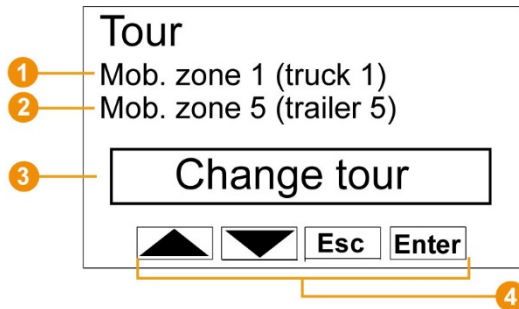 Tour
1 Mob. zone 1 (truck 1)
2 Mob. zone 5 (trailer 5)
3 Change tour
Esc Enter
4